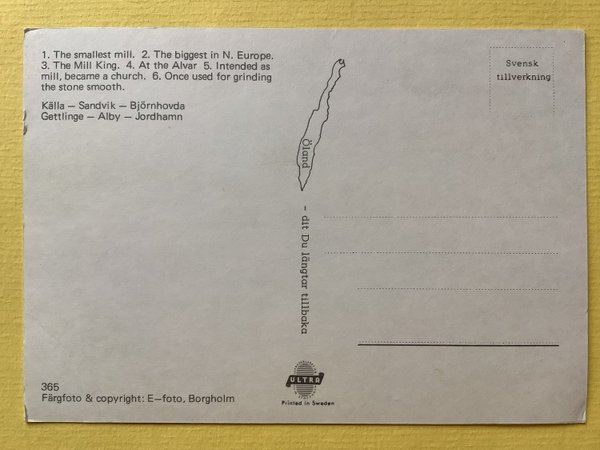 1. The smallest mill. 2. The biggest in N. Europe.
3. The Mill King. 4. At the Alvar 5. Intended as
mill, became a church. 6. Once used for grinding
the stone smooth.
Källa – Sandvik – Björnhovda
Gettlinge – Alby – Jordhamn
Svensk
tillverkning
Öland
- dit Du längtar tillbaka
365
Färgfoto & copyright: E–foto, Borgholm
ULTRA
Printed in Sweden